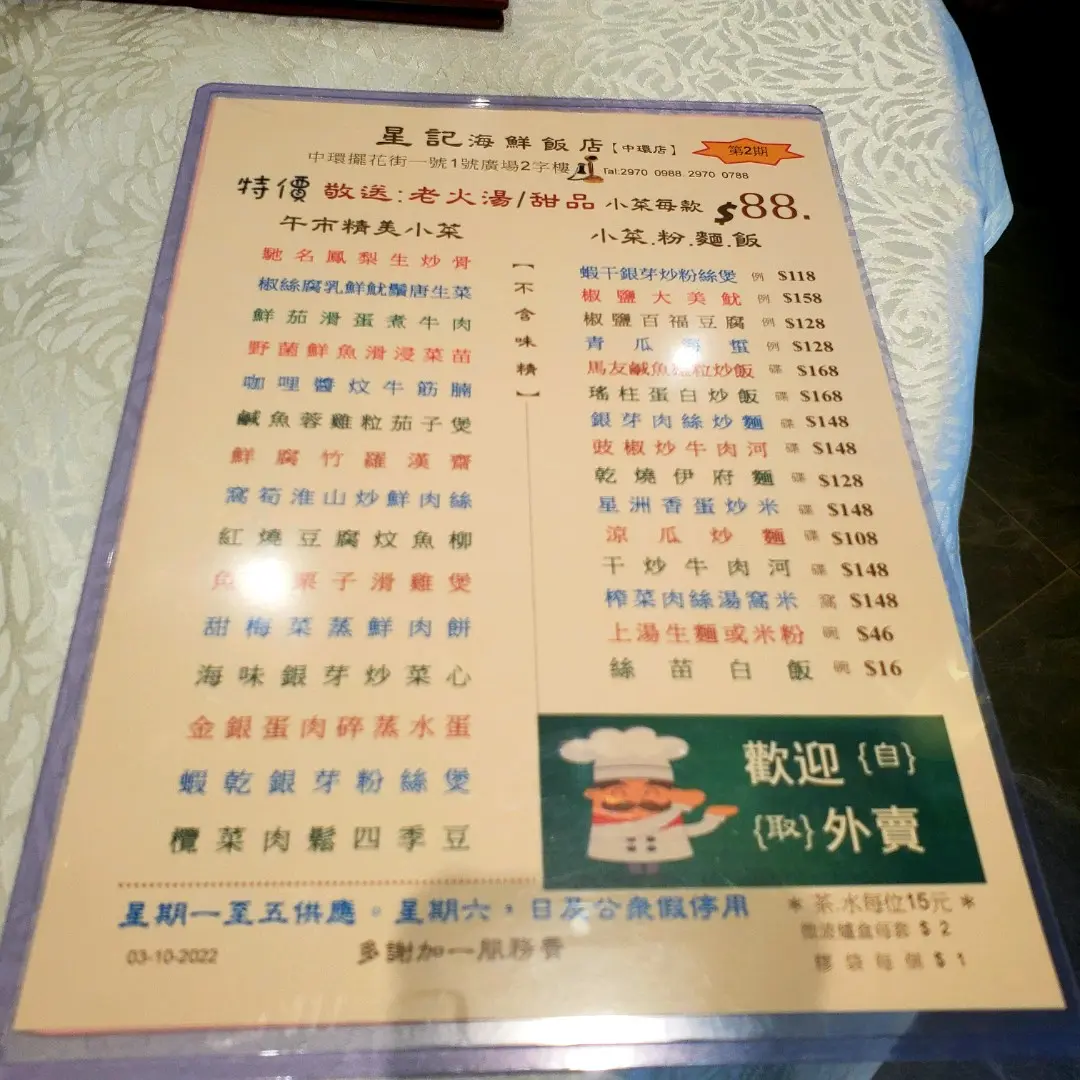 星記海鮮飯店【中環店】
第2期
中環擺花街一號1號廣場2字樓
Tal:2970 0988 2970 0788
特價 敬送:老火湯/甜品 小菜每款 $88.
午市精美小菜
馳名鳳梨生炒骨
椒絲腐乳鮮魷鬚唐生菜
鮮茄滑蛋煮牛肉
野菌鮮魚滑浸菜苗
咖哩醬炆牛筋腩
鹹魚蓉雞粒茄子煲
鮮腐竹羅漢齋
窩筍淮山炒鮮肉絲
紅燒豆腐炆魚柳
魚 栗子滑雞煲
甜梅菜蒸鮮肉餅
海味銀芽炒菜心
金銀蛋肉碎蒸水蛋
蝦乾銀芽粉絲煲
欖菜肉鬆四季豆
【不含味精】
小菜.粉.麵.飯
蝦干銀芽炒粉絲煲 例 $118
椒鹽大美魷 例 $158
椒鹽百福豆腐 例 $128
青瓜海蜇 例 $128
馬友鹹魚 粒炒飯 碟 $168
瑤柱蛋白炒飯 碟 $168
銀芽肉絲炒麵 碟 $148
豉椒炒牛肉河 碟 $148
乾燒伊府麵 碟 $128
星洲香蛋炒米 碟 $148
涼瓜炒麵 碟 $108
干炒牛肉河 碟 $148
榨菜肉絲湯窩米 窩 $148
上湯生麵或米粉 碗 $46
絲苗白飯 碗 $16
歡迎{自}
{取}外賣
星期一至五供應。星期六,日及公眾假停用
03-10-2022
多謝加一服務費
*茶.水每位15元*
微波爐盒每套 $ 2
膠袋每個 $ 1